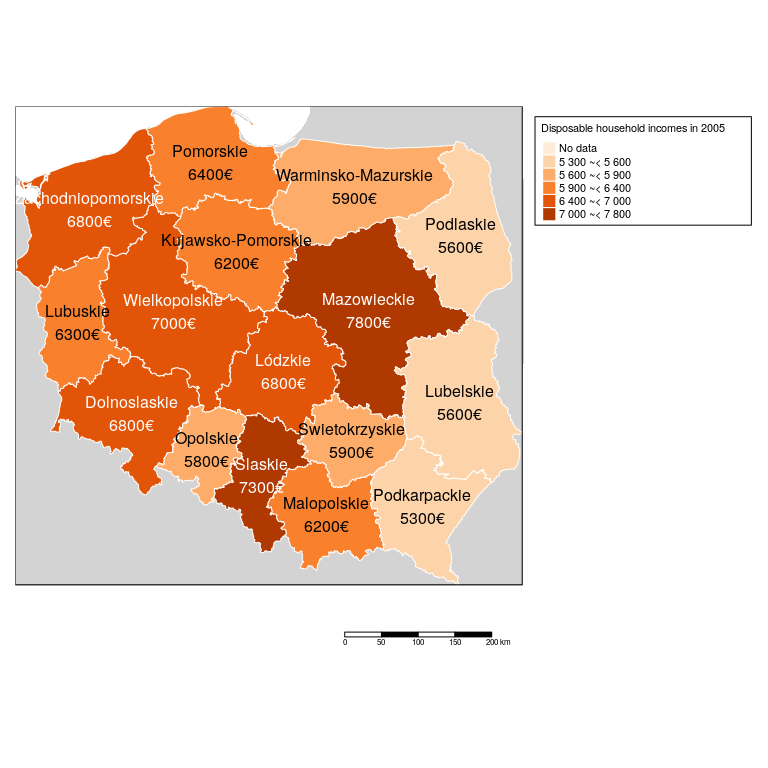 Disposable household incomes in 2005
No data
5 300 ~< 5 600
5 600 ~< 5 900
5 900 ~< 6 400
6 400 ~< 7 000
7 000 ~< 7 800
Pomorskie
6400€
Warminsko-Mazurskie
5900€
Zachodniopomorskie
6800€
Podlaskie
5600€
Kujawsko-Pomorskie
6200€
Lubuskie
6300€
Wielkopolskie
7000€
Mazowieckie
7800€
Lódzkie
6800€
Dolnoslaskie
6800€
Lubelskie
5600€
Opolskie
5800€
Swietokrzyskie
5900€
Slaskie
7300€
Malopolskie
6200€
Podkarpackie
5300€
0 50 100 150 200 km